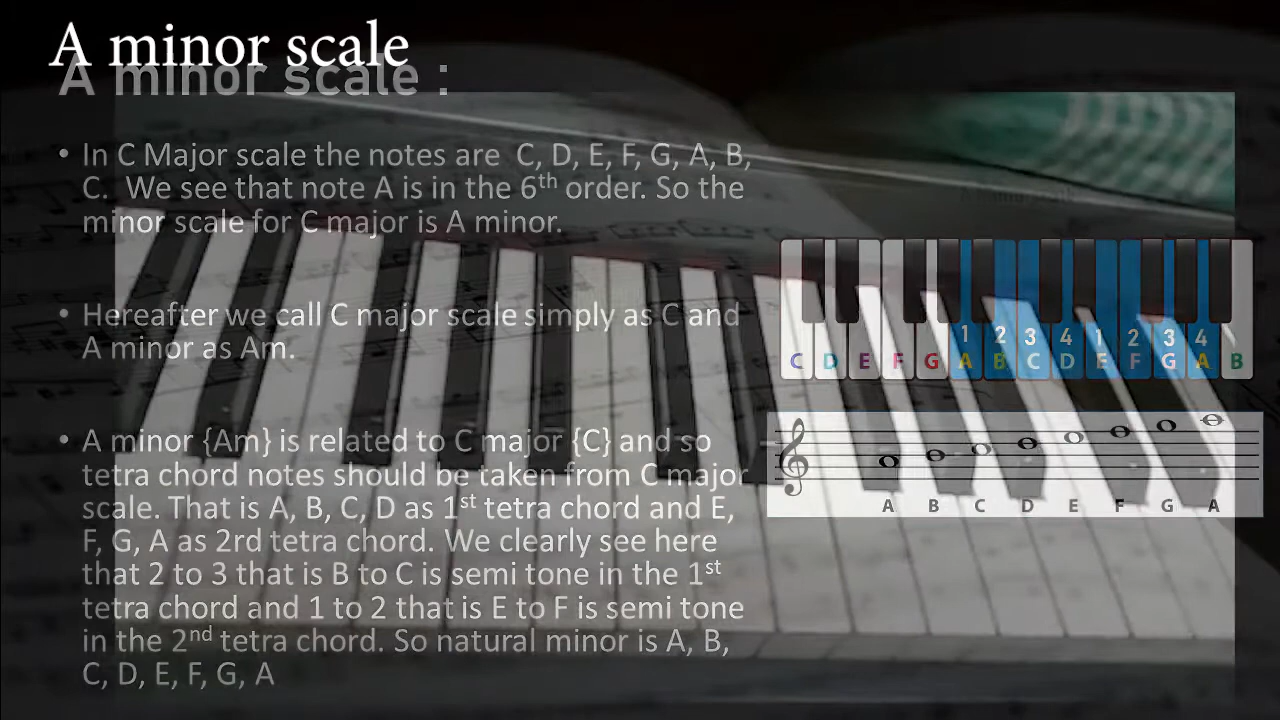 A minor scale
A minor scale :
• In C Major scale the notes are C, D, E, F, G, A, B,
C. We see that note A is in the 6th order. So the
minor scale for C major is A minor.
• Hereafter we call C major scale simply as C and
A minor as Am.
• A minor {Am} is related to C major {C} and so
tetra chord notes should be taken from C major
scale. That is A, B, C, D as 1st tetra chord and E,
F, G, A as 2rd tetra chord. We clearly see here
that 2 to 3 that is B to C is semi tone in the 1st
tetra chord and 1 to 2 that is E to F is semi tone
in the 2nd tetra chord. So natural minor is A, B,
C, D, E, F, G, A
1 2 3 4 1 2 3 4
C D E F G A B C D E F G A B
A B C D E F G A